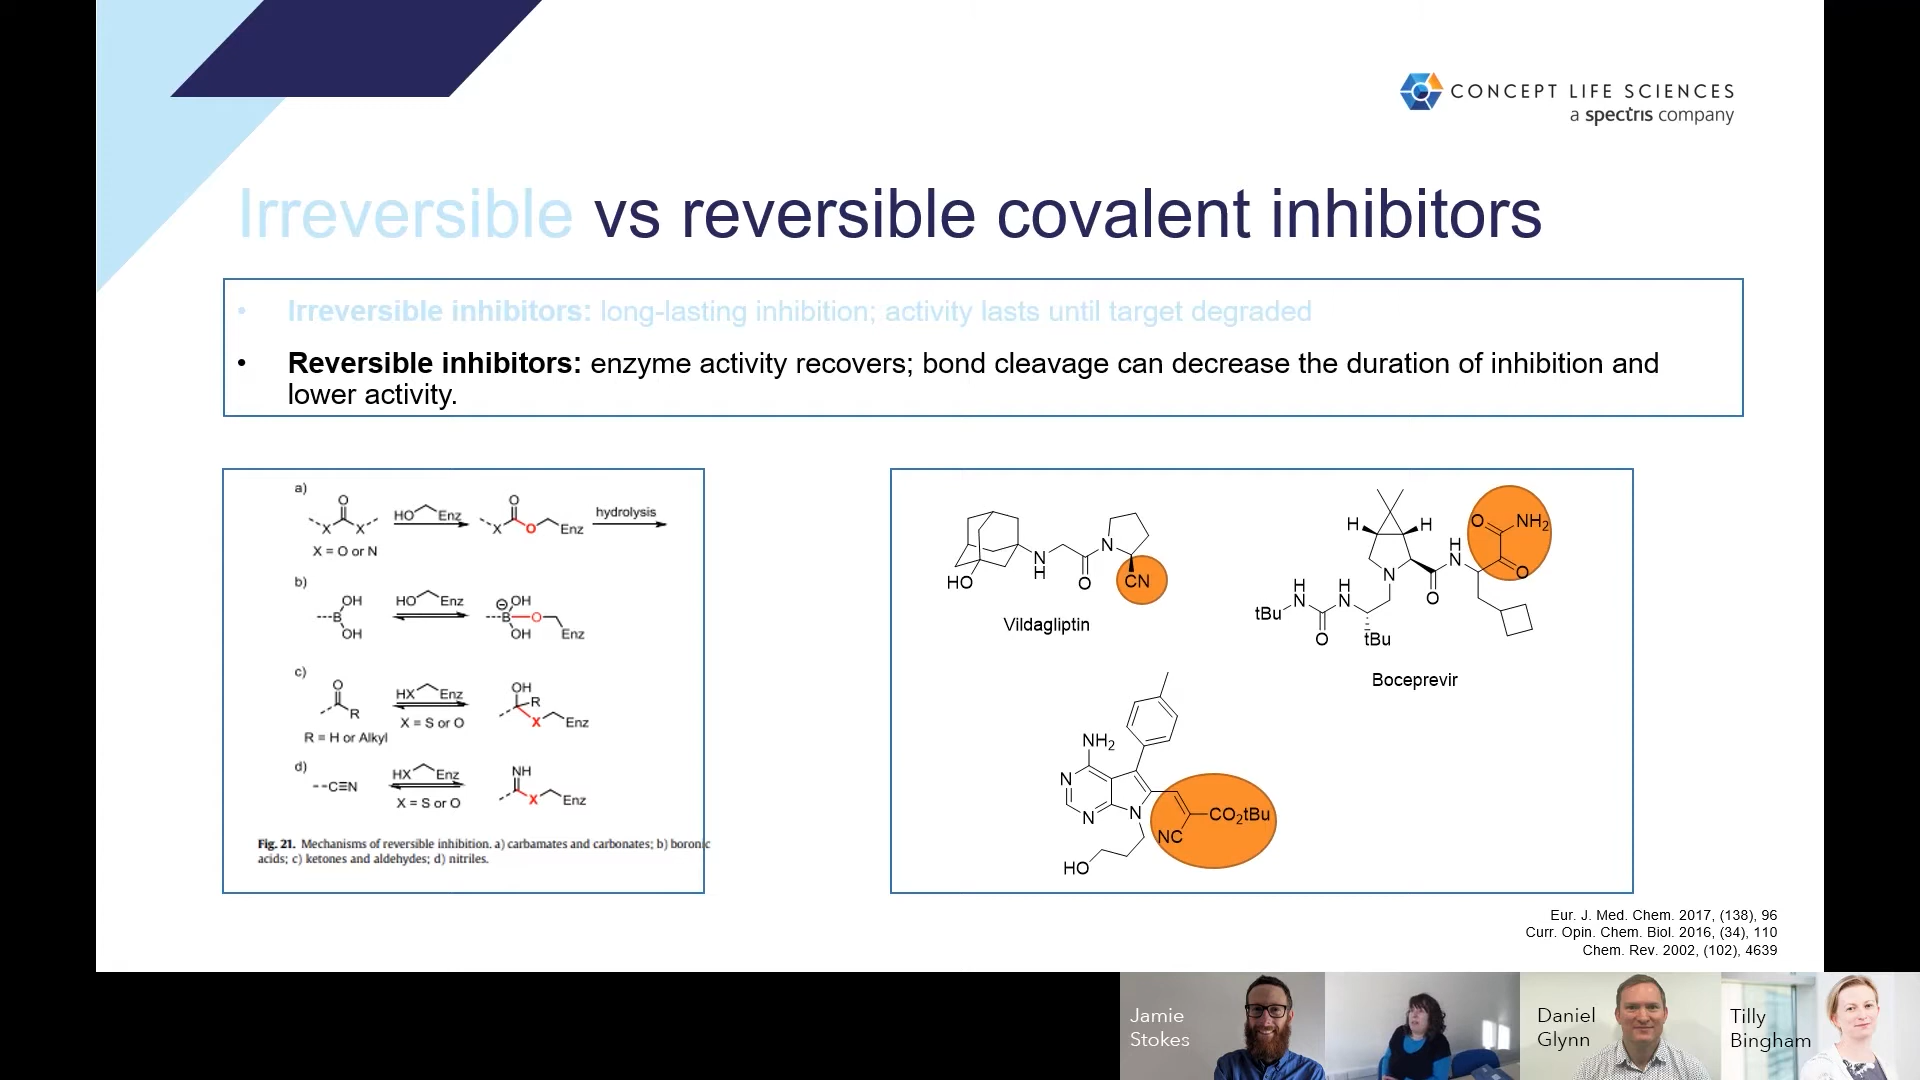 CONCEPT LIFE SCIENCES
a spectris company
Irreversible vs reversible covalent inhibitors
• Irreversible inhibitors: long-lasting inhibition; activity lasts until target degraded
• Reversible inhibitors: enzyme activity recovers; bond cleavage can decrease the duration of inhibition and
lower activity.
a)
O
X X
HO Enz
O
X O Enz
hydrolysis
X = O or N
b)
B OH
OH
HO Enz
⊖ OH
B O
OH Enz
c)
O
R
HX Enz
X = S or O
OH
R
X Enz
R = H or Alkyl
d)
C≡N
HX Enz
X = S or O
NH
X Enz
Fig. 21. Mechanisms of reversible inhibition. a) carbamates and carbonates; b) boronic
acids; c) ketones and aldehydes; d) nitriles.
HO
N
H
O
N
CN
Vildagliptin
H H
O NH2
H
N
O
N
O
H H
tBu N N
O
tBu
Boceprevir
NH2
N
N
N
CO2tBu
NC
HO
Eur. J. Med. Chem. 2017, (138), 96
Curr. Opin. Chem. Biol. 2016, (34), 110
Chem. Rev. 2002, (102), 4639
Jamie
Stokes
Daniel
Glynn
Tilly
Bingham